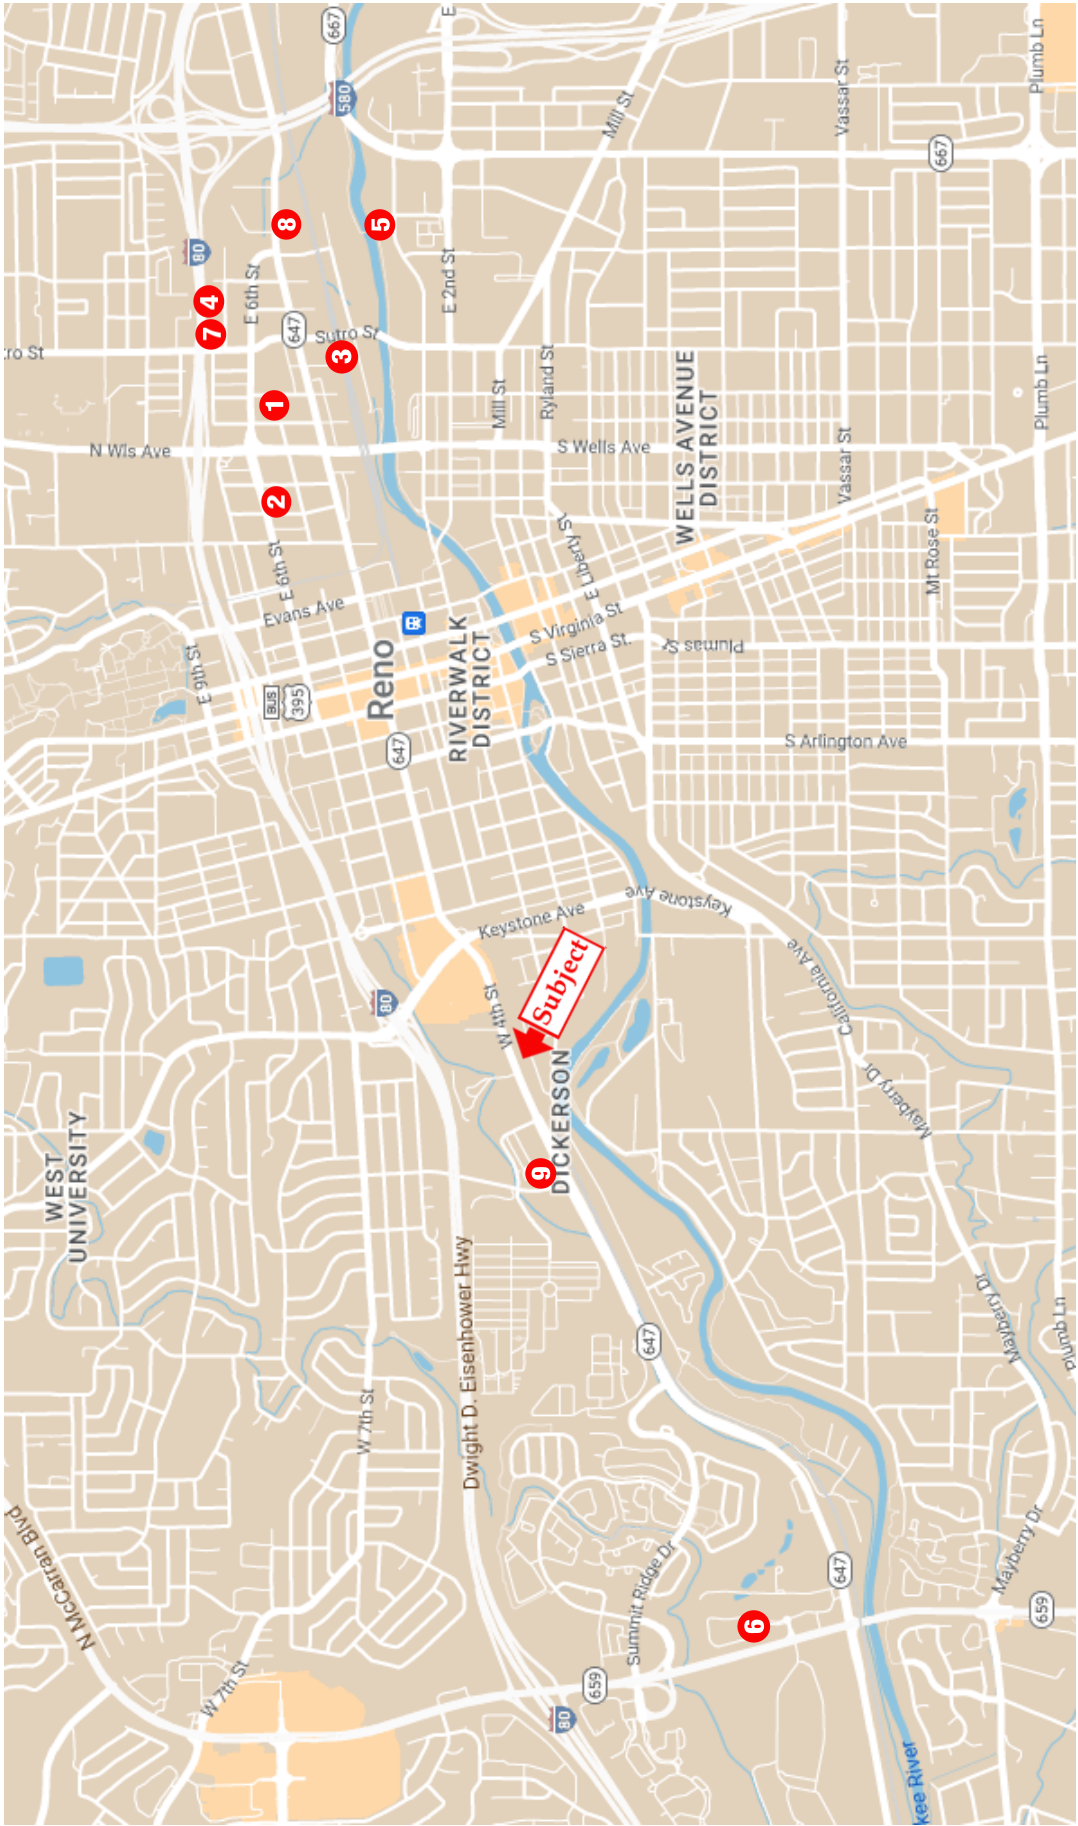 N McCarran Blvd
W 7th St
659
80
659
Summit Ridge Dr
6
647
Mayberry Dr
kee River
WEST
UNIVERSITY
W 7th St
Dwight D. Eisenhower Hwy
9
DICKERSON
647
Mayberry Dr
Plumb Ln
Mayberry Dr
California Ave
80
W 4th St
Subject
Keystone Ave
Keystone Ave
E 9th St
BUS
395
647
Reno
RIVERWALK
DISTRICT
Evans Ave
E 6th St
S Virginia St
S Sierra St.
Plumas St
S Arlington Ave
E Liberty St
N Wls Ave
2
1
S Wells Ave
WELLS AVENUE
DISTRICT
Mt Rose St
Vassar St
Plumb Ln
Mill St
Ryland St
tro St
7
4
80
E 6th St
647
Sutro St
3
8
5
E 2nd St
Mill St
Vassar St
667
Plumb Ln
580
667
E